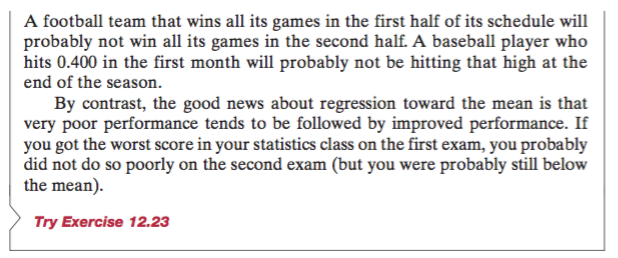 A football team that wins all its games in the first half of its schedule will
probably not win all its games in the second half. A baseball player who
hits 0.400 in the first month will probably not be hitting that high at the
end of the season.
By contrast, the good news about regression toward the mean is that
very poor performance tends to be followed by improved performance. If
you got the worst score in your statistics class on the first exam, you probably
did not do so poorly on the second exam (but you were probably still below
the mean).
Try Exercise 12.23